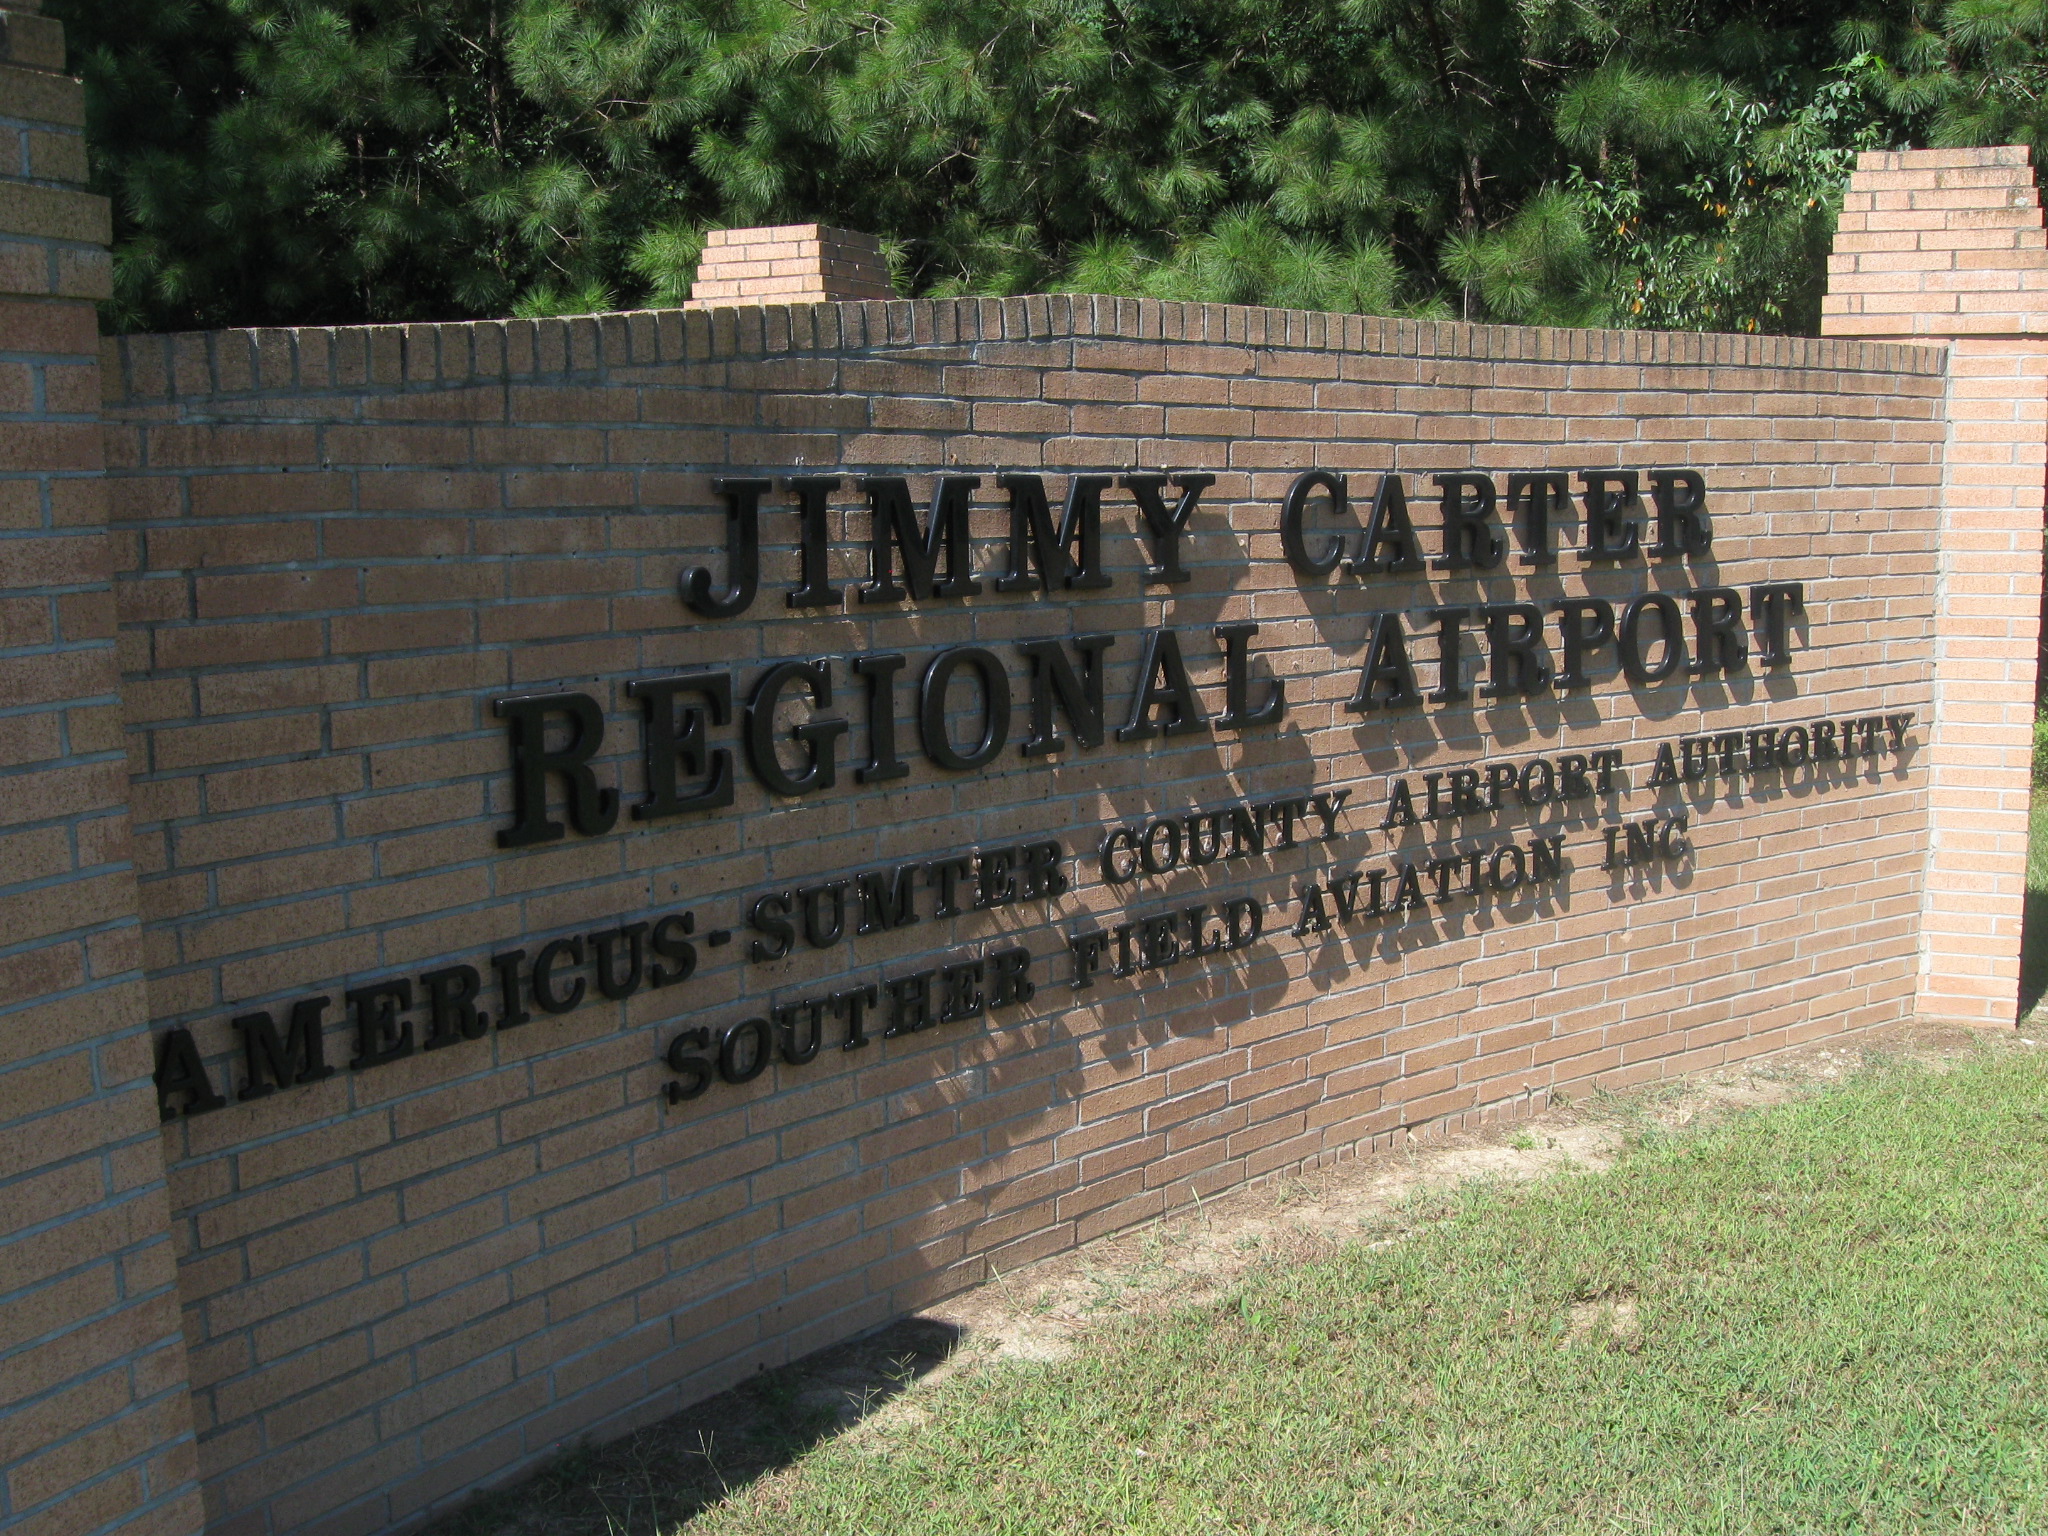 JIMMY CARTER
REGIONAL AIRPORT
AMERICUS-SUMTER COUNTY AIRPORT AUTHORITY
SOUTHER FIELD AVIATION INC